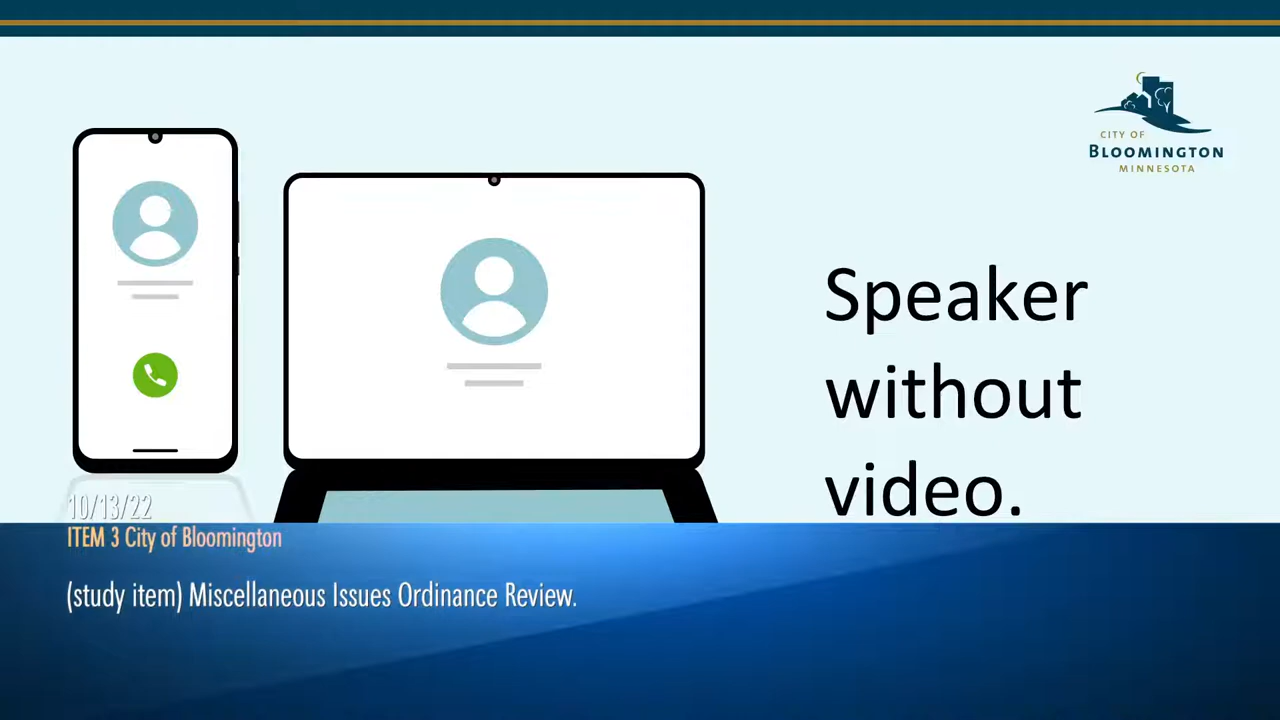 CITY OF
BLOOMINGTON
MINNESOTA
Speaker
without
video.
10/13/22
ITEM 3 City of Bloomington
(study item) Miscellaneous Issues Ordinance Review.